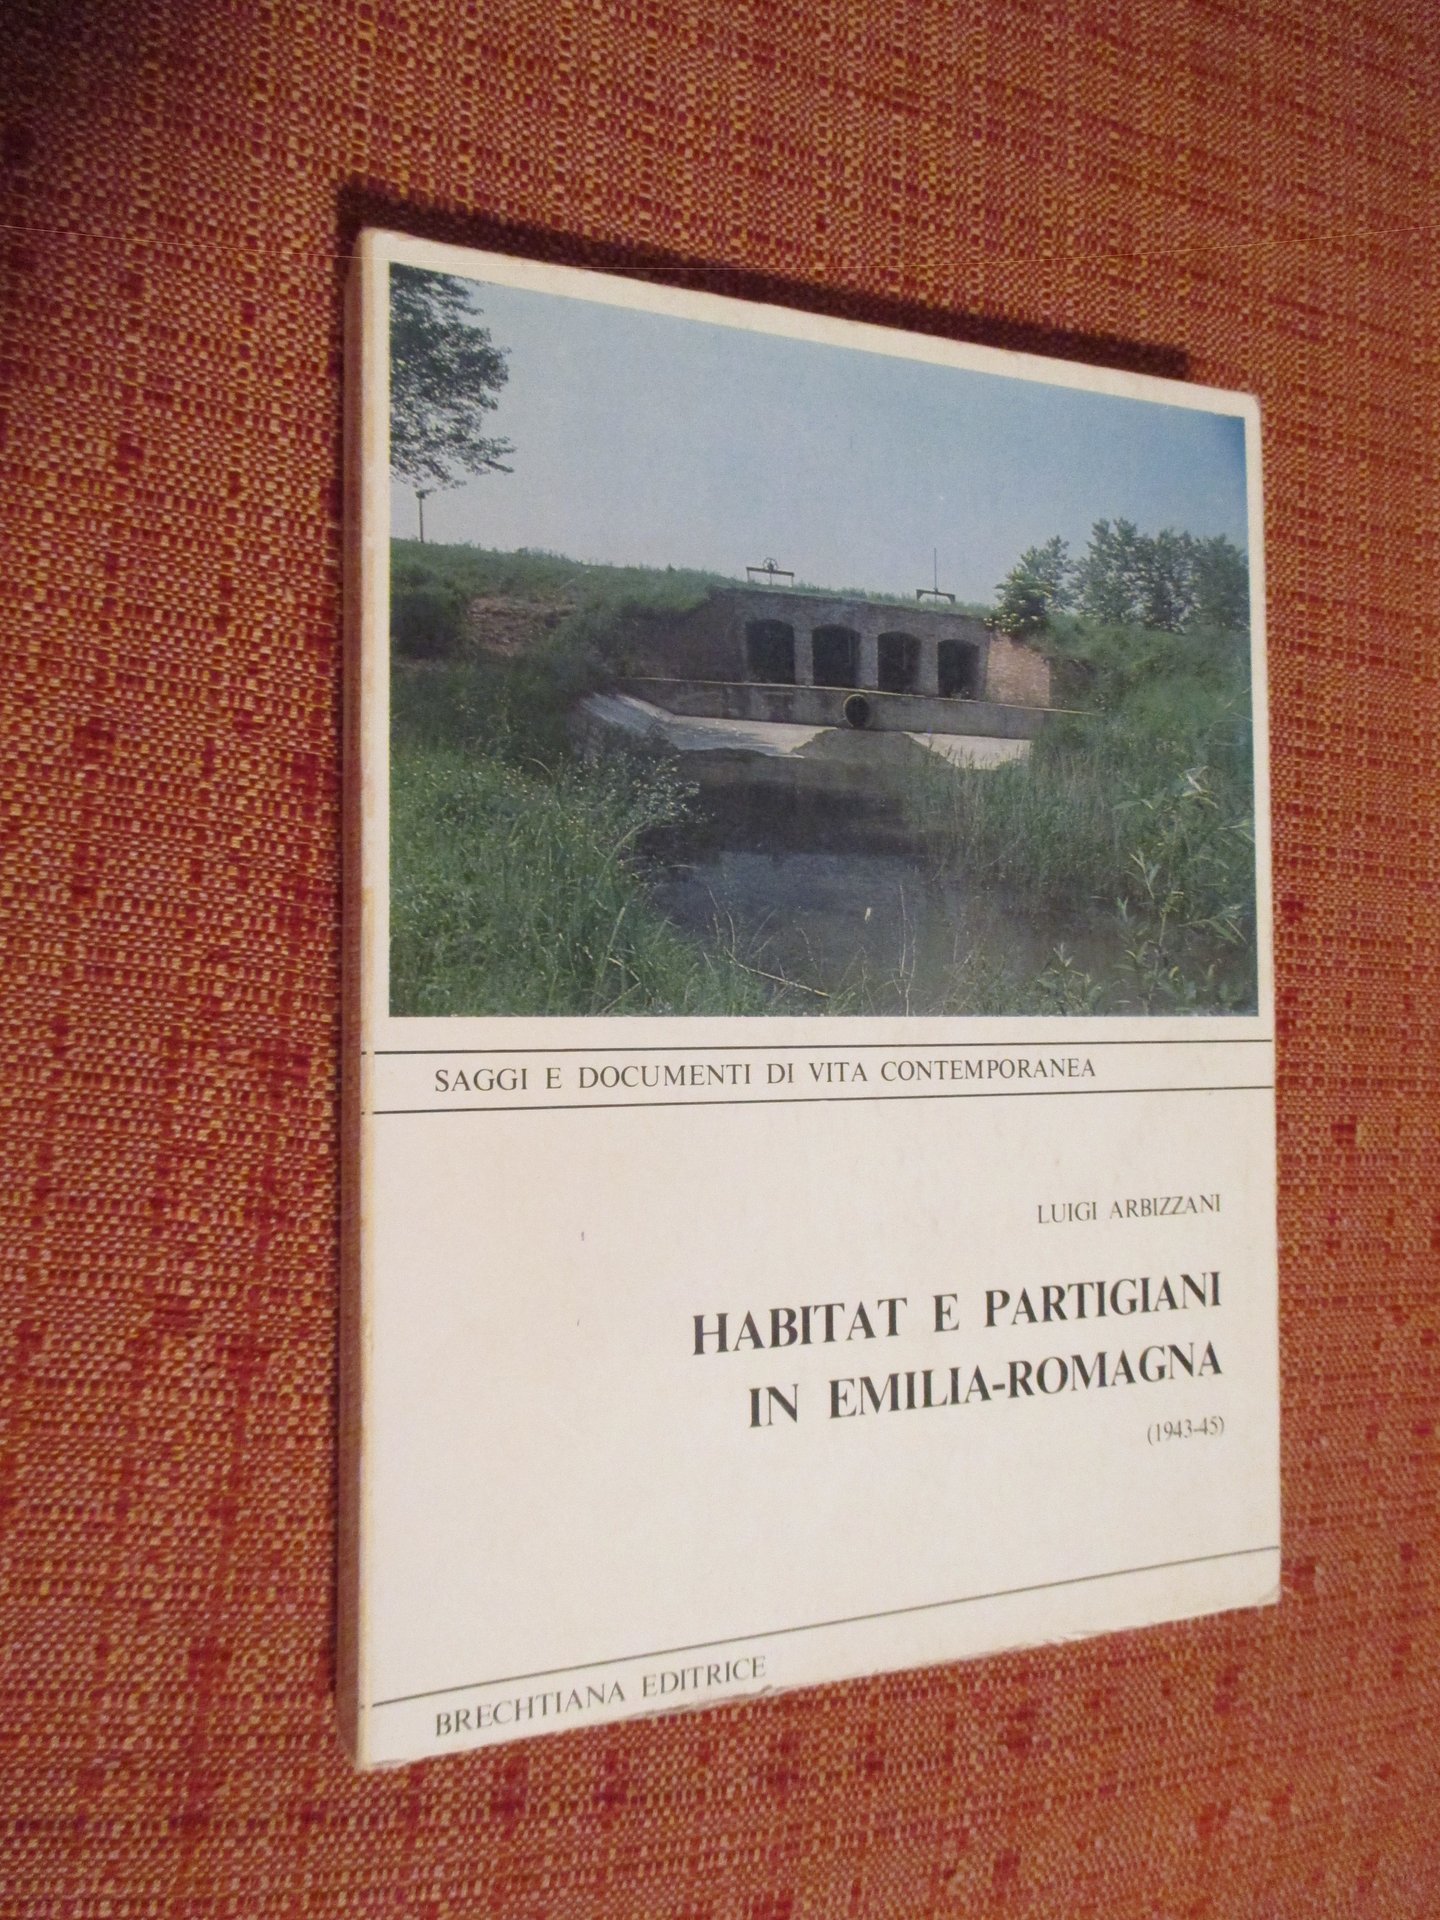 SAGGI E DOCUMENTI DI VITA CONTEMPORANEA
LUIGI ARBIZZANI
HABITAT E PARTIGIANI
IN EMILIA-ROMAGNA
(1943-45)
BRECHTIANA EDITRICE